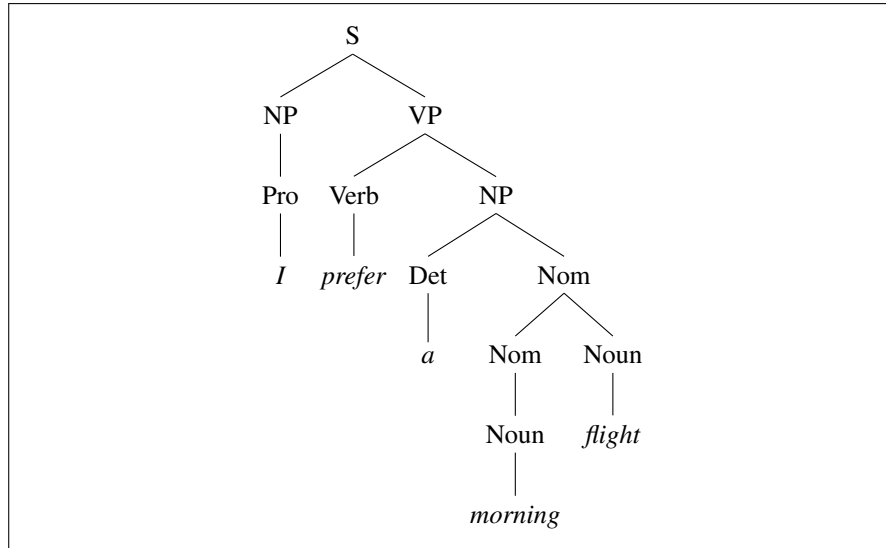 S
NP VP
Pro Verb NP
I prefer Det Nom
a Nom Noun
Noun flight
morning